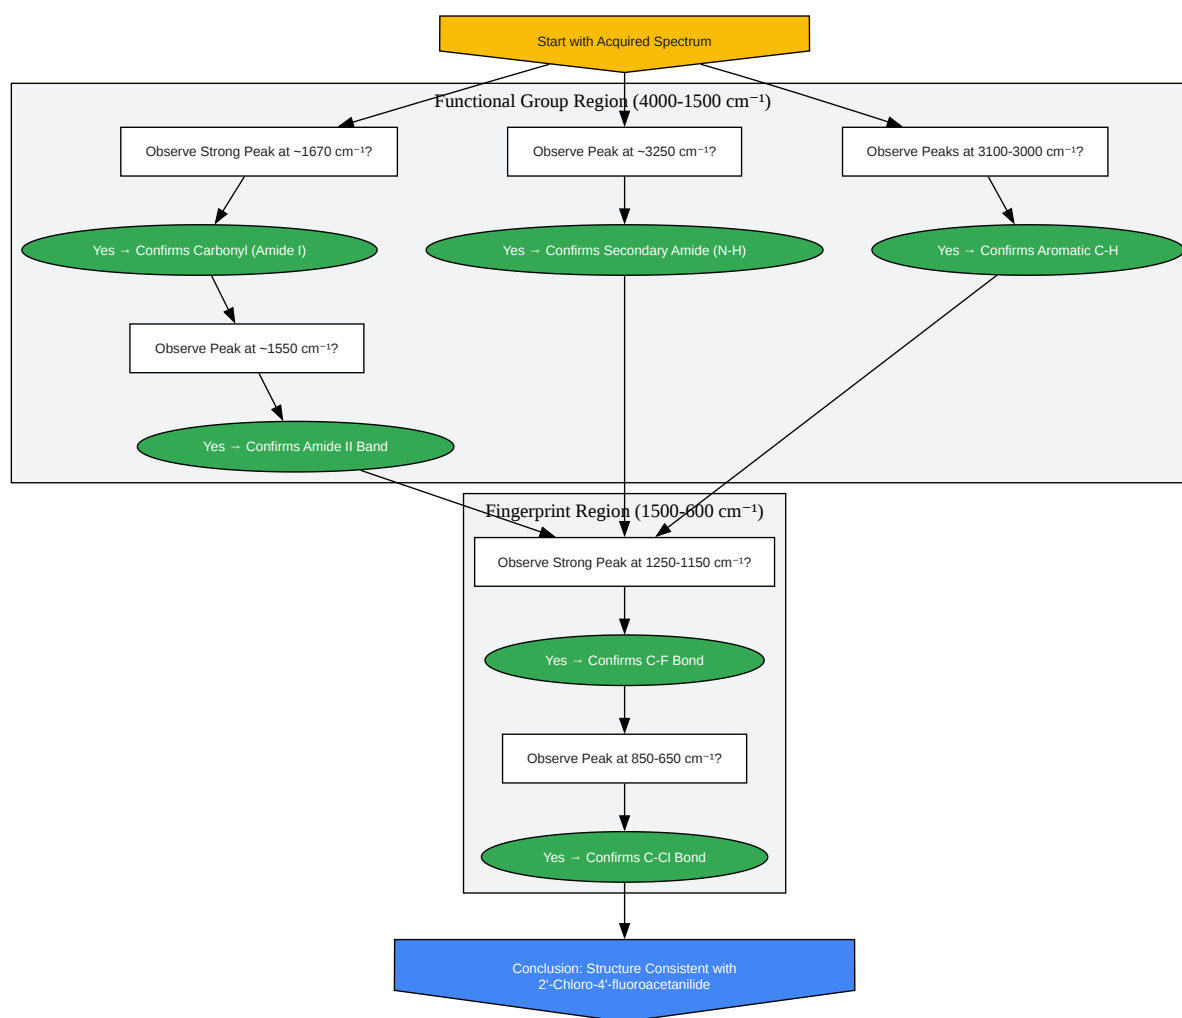 Start with Acquired Spectrum
Functional Group Region (4000-1500 cm⁻¹)
Observe Strong Peak at ~1670 cm⁻¹?
Observe Peak at ~3250 cm⁻¹?
Observe Peaks at 3100-3000 cm⁻¹?
Yes → Confirms Carbonyl (Amide I)
Yes → Confirms Secondary Amide (N-H)
Yes → Confirms Aromatic C-H
Observe Peak at ~1550 cm⁻¹?
Yes → Confirms Amide II Band
Fingerprint Region (1500-600 cm⁻¹)
Observe Strong Peak at 1250-1150 cm⁻¹?
Yes → Confirms C-F Bond
Observe Peak at 850-650 cm⁻¹?
Yes → Confirms C-Cl Bond
Conclusion: Structure Consistent with
2'-Chloro-4'-fluoroacetanilide